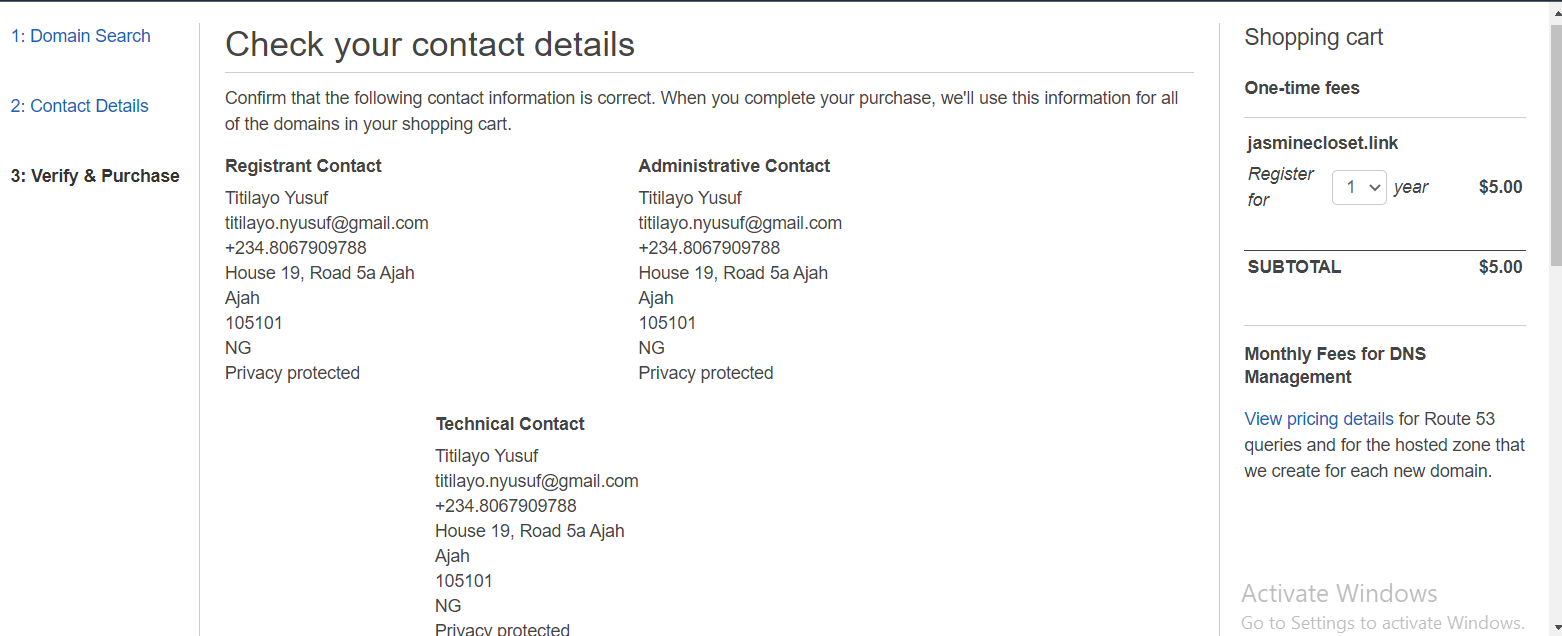 1: Domain Search
2: Contact Details
3: Verify & Purchase
Check your contact details
Confirm that the following contact information is correct. When you complete your purchase, we'll use this information for all
of the domains in your shopping cart.
Registrant Contact
Titilayo Yusuf
titilayo.nyusuf@gmail.com
+234.8067909788
House 19, Road 5a Ajah
Ajah
105101
NG
Privacy protected
Administrative Contact
Titilayo Yusuf
titilayo.nyusuf@gmail.com
+234.8067909788
House 19, Road 5a Ajah
Ajah
105101
NG
Privacy protected
Technical Contact
Titilayo Yusuf
titilayo.nyusuf@gmail.com
+234.8067909788
House 19, Road 5a Ajah
Ajah
105101
NG
Privacy protected
Shopping cart
One-time fees
jasminecloset.link
Register for 1 year $5.00
SUBTOTAL $5.00
Monthly Fees for DNS
Management
View pricing details for Route 53
queries and for the hosted zone that
we create for each new domain.
Activate Windows
Go to Settings to activate Windows.